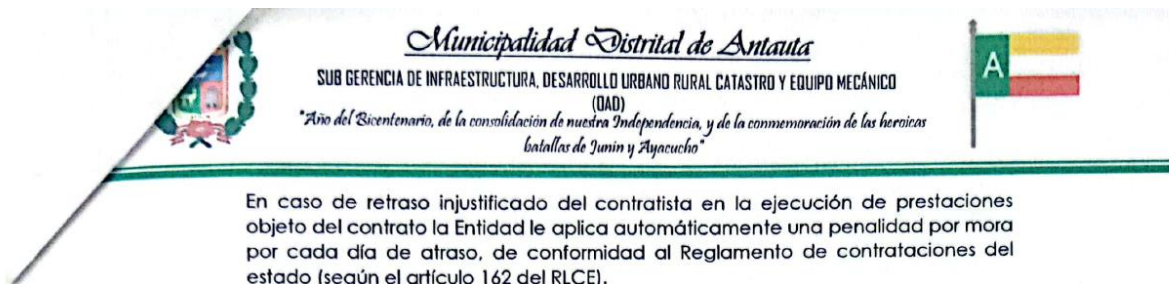 Municipalidad Distrital de Antauta
SUB GERENCIA DE INFRAESTRUCTURA, DESARROLLO URBANO RURAL CATASTRO Y EQUIPO MECÁNICO
(OAD)
"Año del Bicentenario, de la consolidación de nuestra Independencia, y de la conmemoración de las heroicas
batallas de Junin y Ayacucho"
A
En caso de retraso injustificado del contratista en la ejecución de prestaciones
objeto del contrato la Entidad le aplica automáticamente una penalidad por mora
por cada día de atraso, de conformidad al Reglamento de contrataciones del
estado (según el artículo 162 del RLCE).